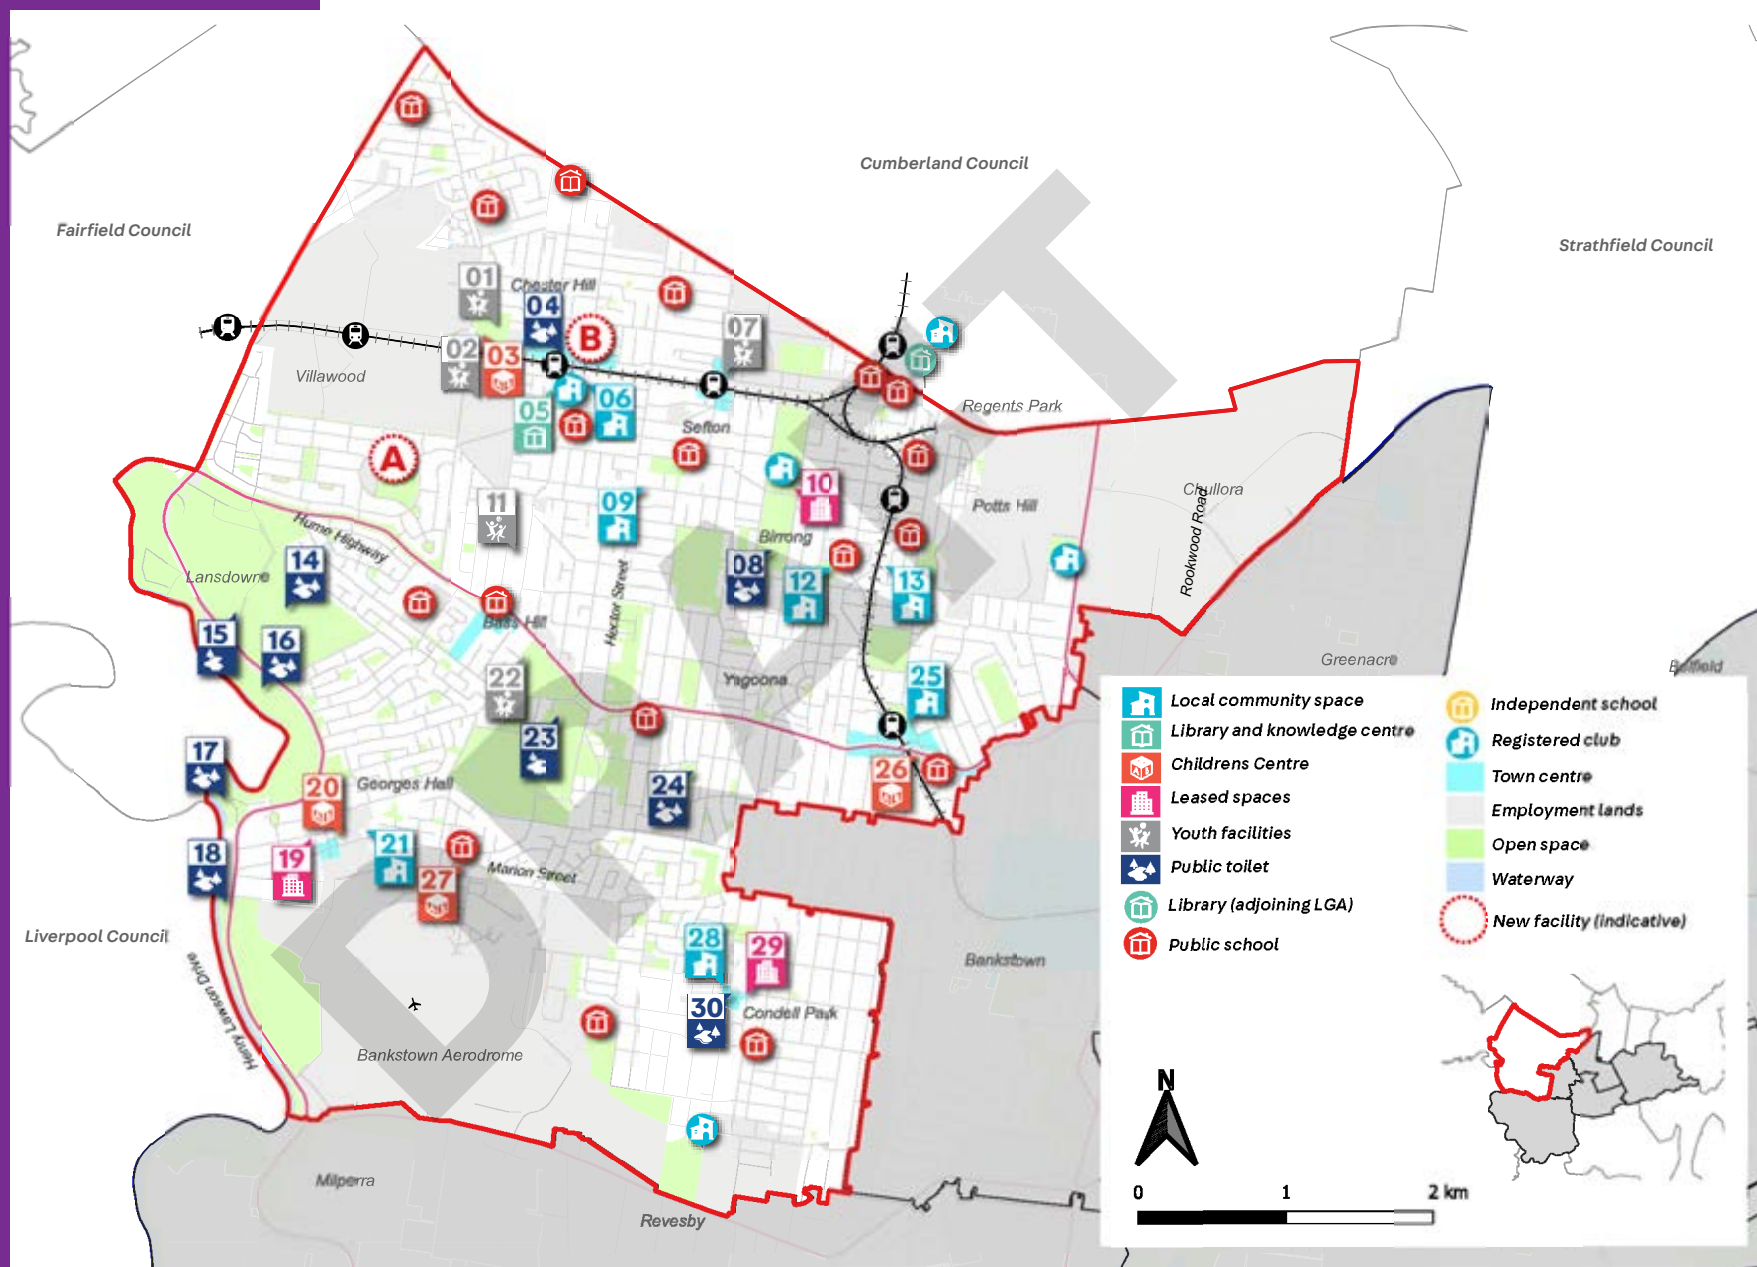 Cumberland Council
Fairfield Council
Strathfield Council
01
Chester Hill
04
B
07
02
03
Villawood
05
06
Sefton
Regents Park
A
10
Chullora
11
09
Potts Hill
Hume Highway
Birrong
Rookwood Road
14
Lansdowne
08
12
13
Hector Street
Bass Hill
15
16
Greenacre
Belfield
22
Yagoona
25
23
17
20
Georges Hall
24
26
18
19
21
27
Marion Street
Liverpool Council
Henry Lawson Drive
28
29
30
Condell Park
Bankstown
Bankstown Aerodrome
Milperra
Revesby
DRAFT
Local community space
Library and knowledge centre
Childrens Centre
Leased spaces
Youth facilities
Public toilet
Library (adjoining LGA)
Public school
Independent school
Registered club
Town centre
Employment lands
Open space
Waterway
New facility (indicative)
N
0 1 2 km